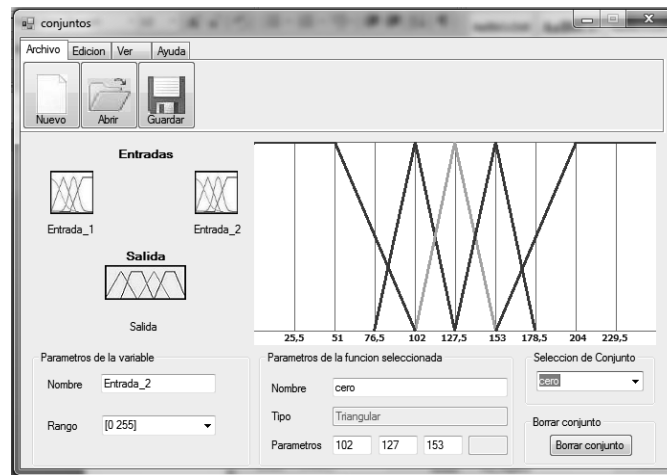 conjuntos
Archivo Edicion Ver Ayuda
Nuevo Abrir Guardar
Entradas
Entrada_1 Entrada_2
Salida
Salida
25,5 51 76,5 102 127,5 153 178,5 204 229,5
Parametros de la variable
Nombre Entrada_2
Rango [0 255]
Parametros de la funcion seleccionada
Nombre cero
Tipo Triangular
Parametros 102 127 153
Seleccion de Conjunto
cero
Borrar conjunto
Borrar conjunto